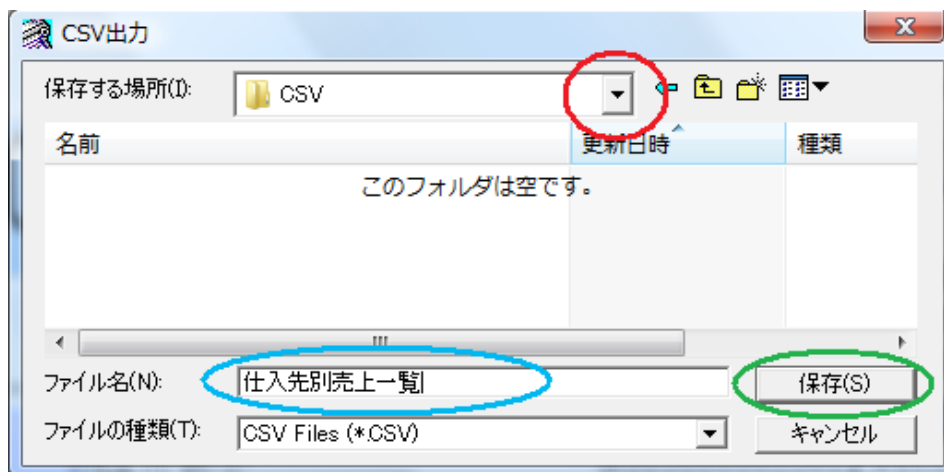 CSV出力
保存する場所(I): CSV
名前 更新日時 種類
このフォルダは空です。
ファイル名(N): 仕入先別売上一覧 保存(S)
ファイルの種類(T): CSV Files (*.CSV) キャンセル